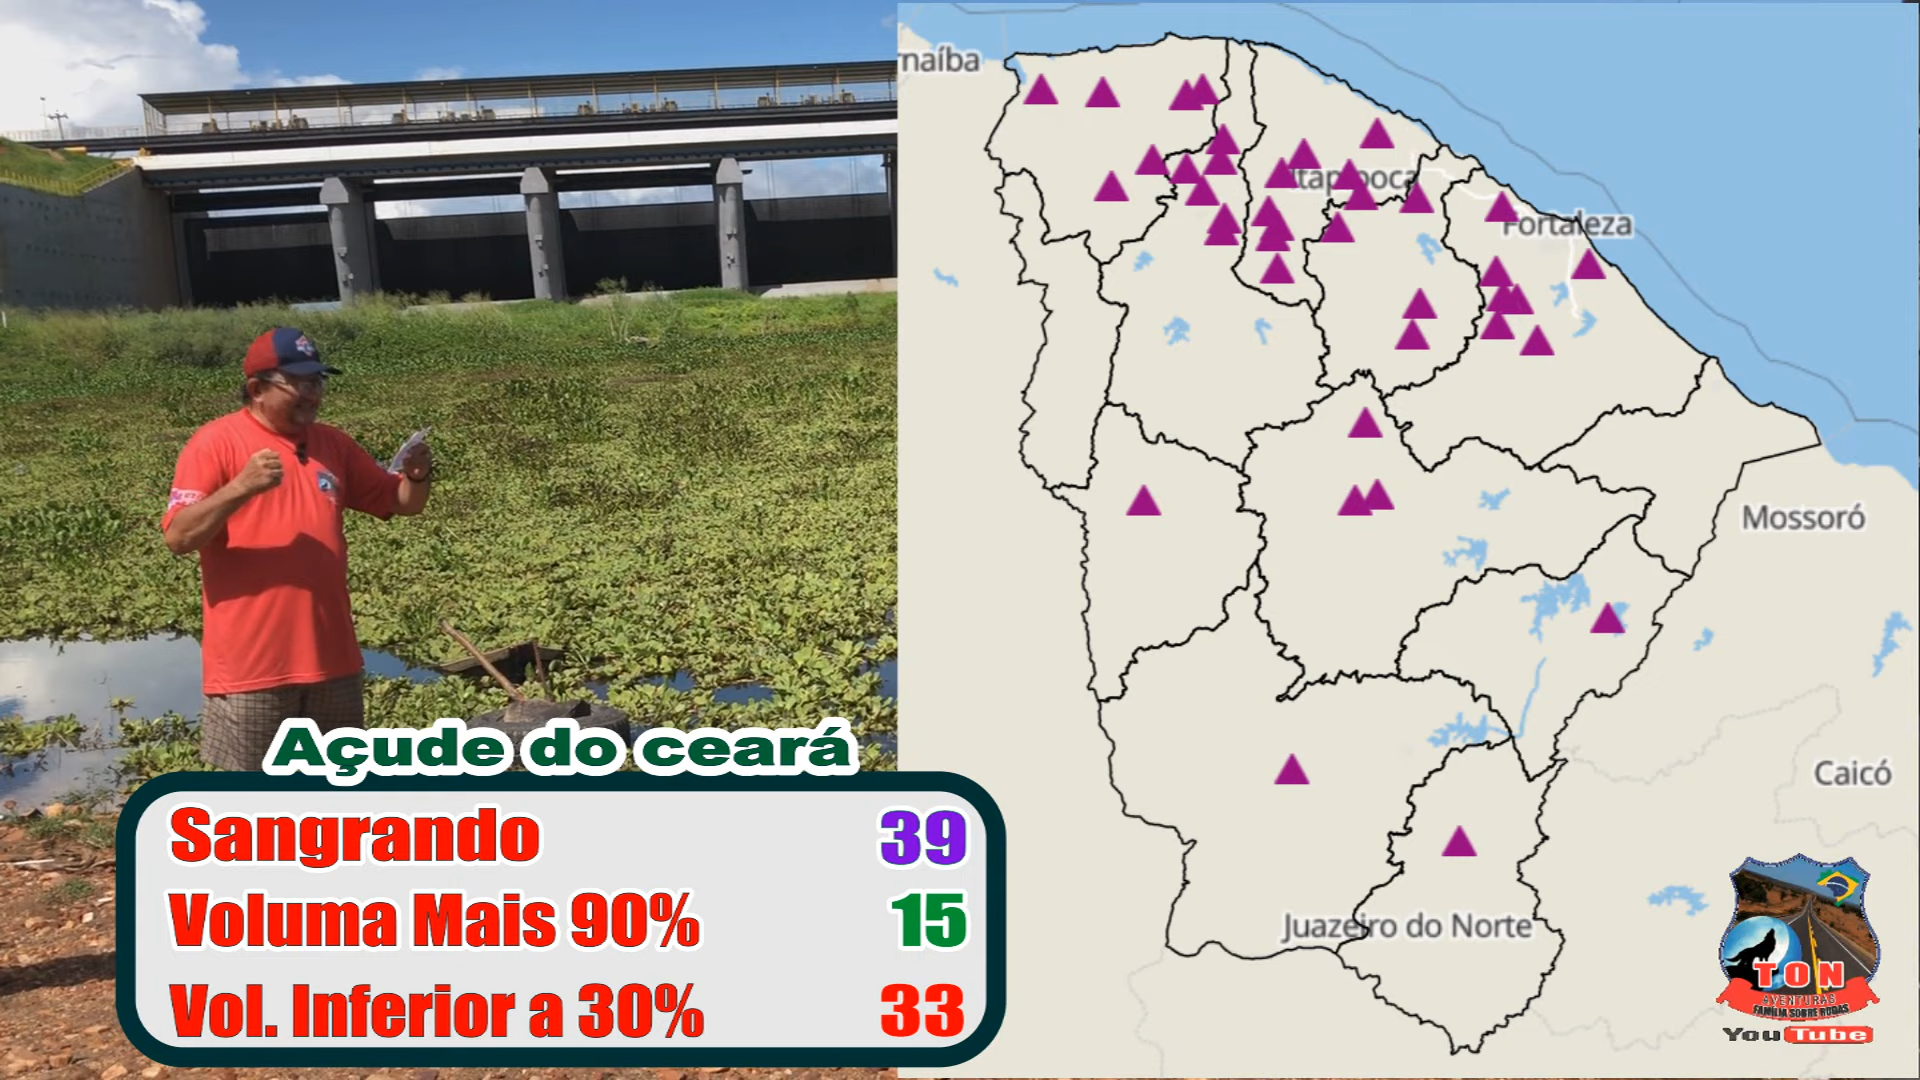 rnaíba
Itapipoca
Fortaleza
Mossoró
Caicó
Juazeiro do Norte
Açude do ceará
Sangrando 39
Voluma Mais 90% 15
Vol. Inferior a 30% 33
TON
AVENTURAS
FAMÍLIA SOBRE RODAS
YouTube